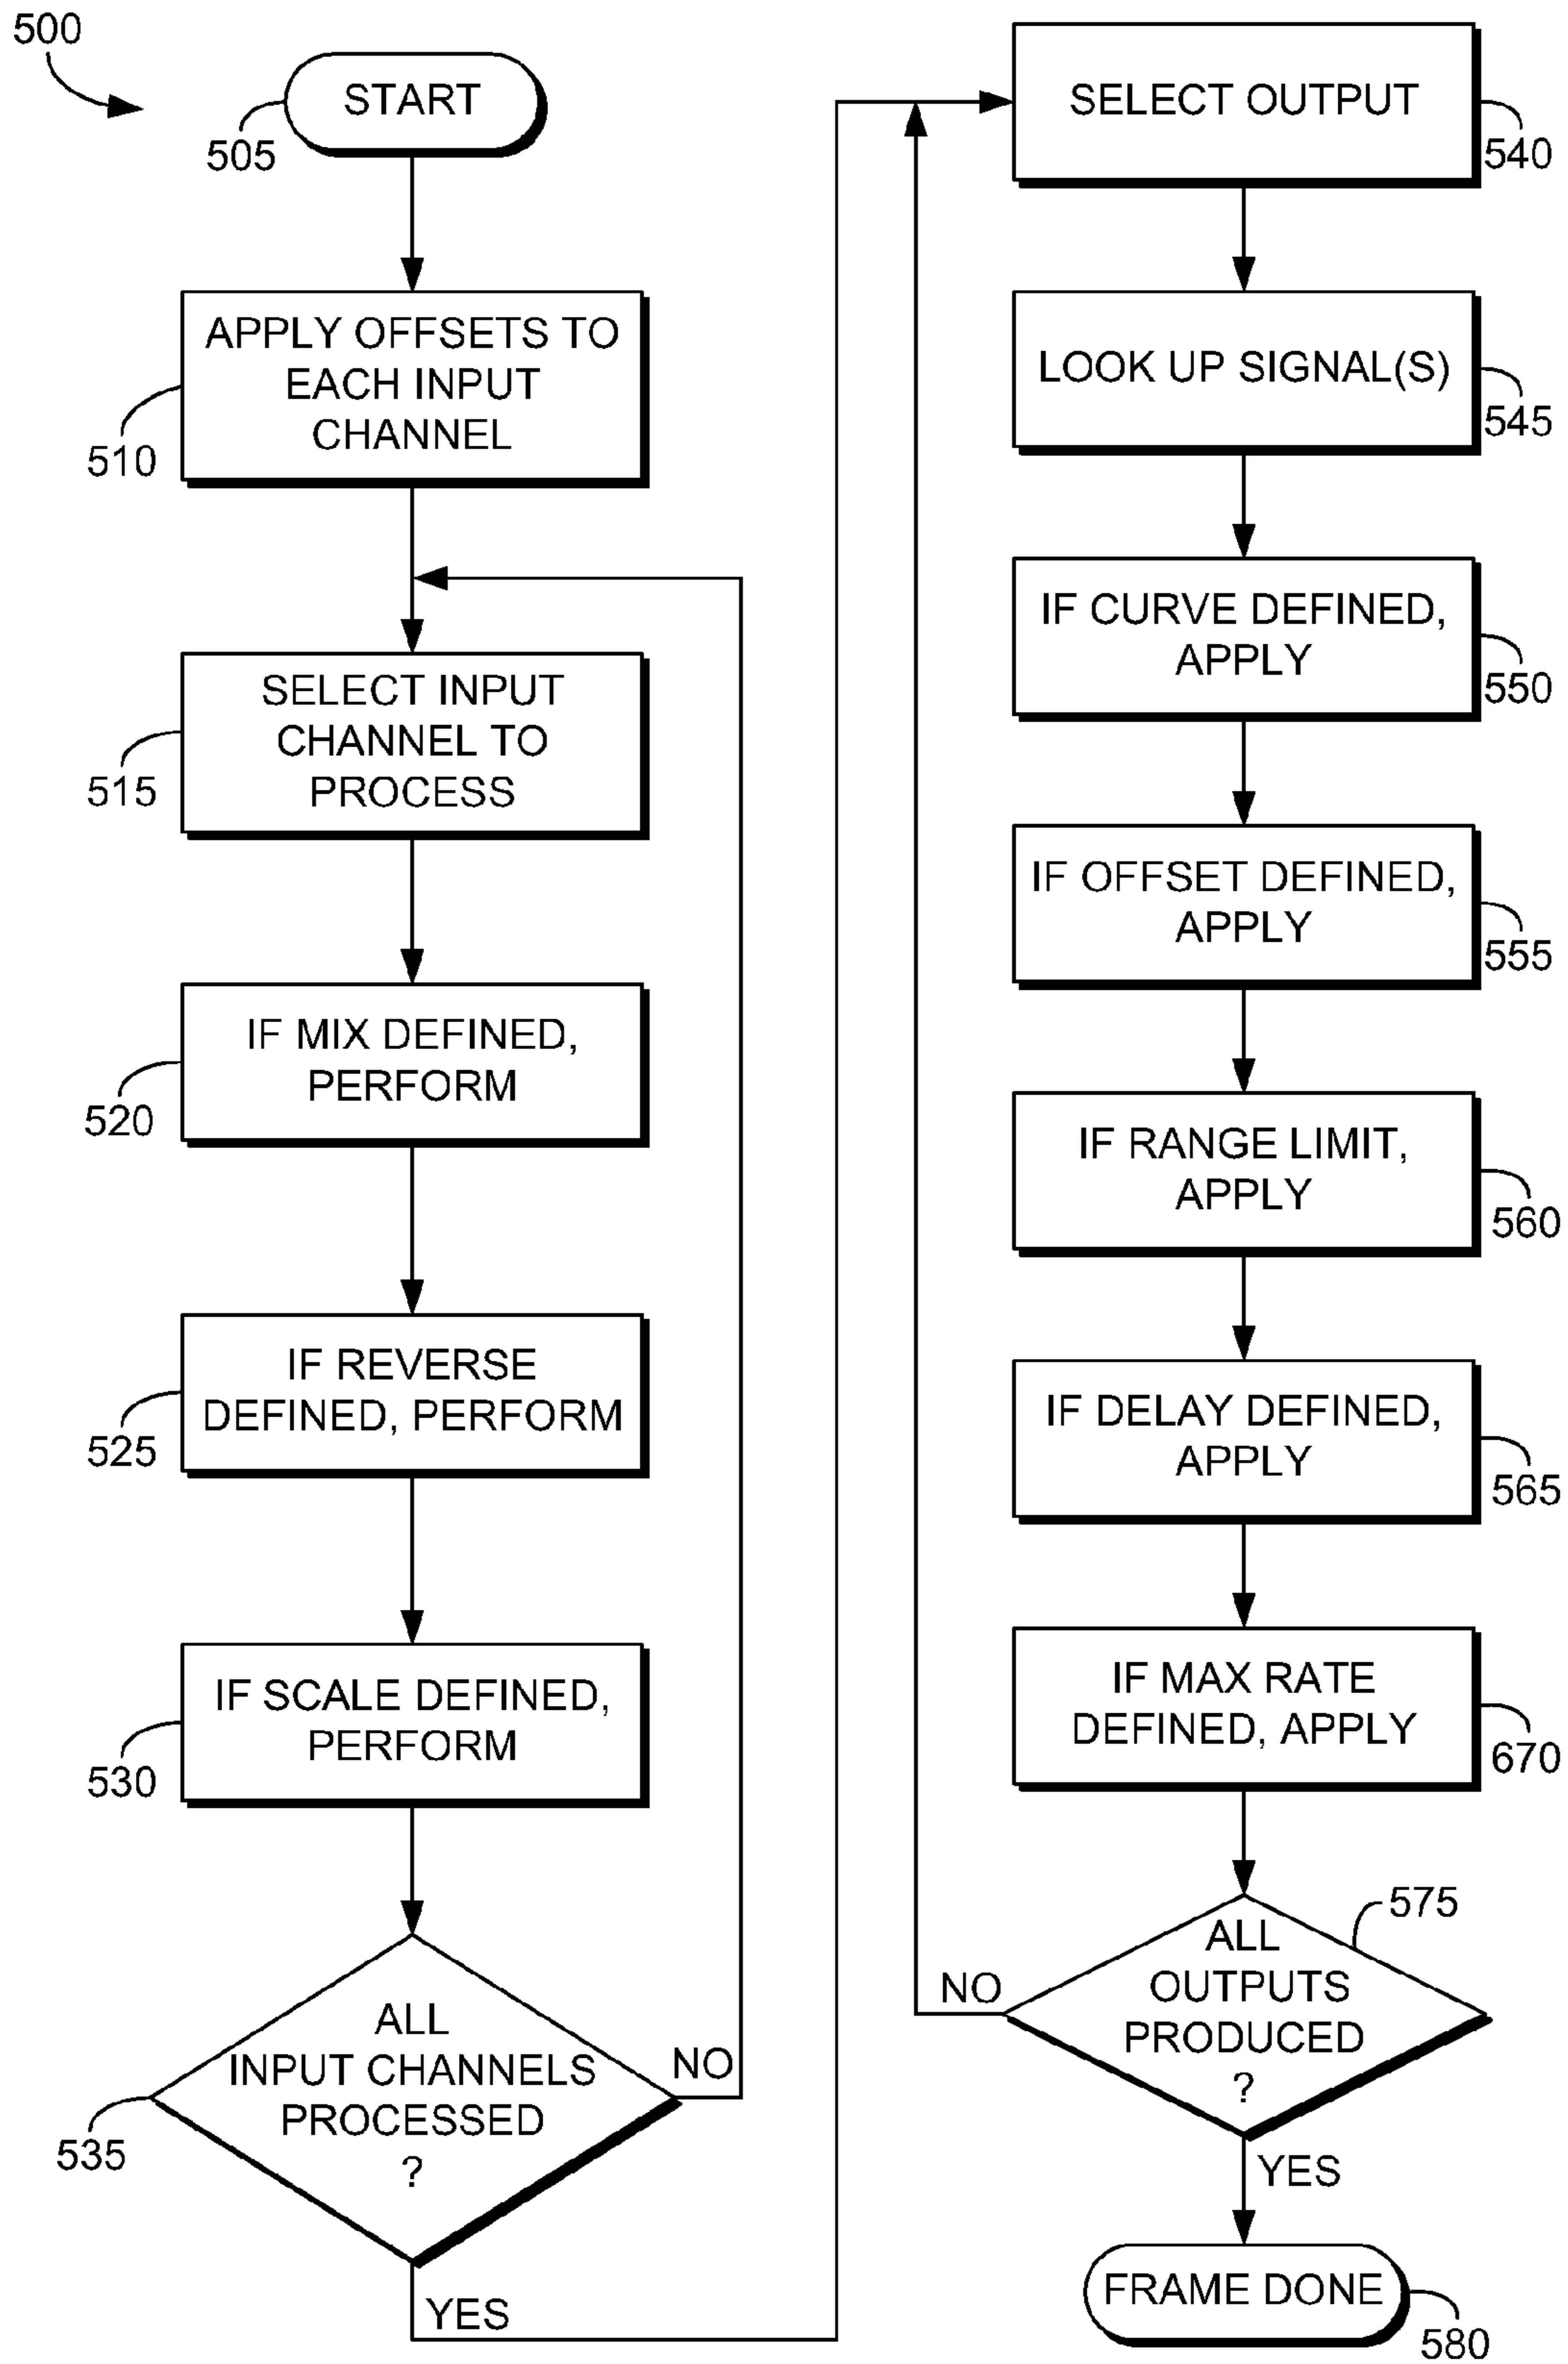 500
START
505
APPLY OFFSETS TO
EACH INPUT
CHANNEL
510
SELECT INPUT
CHANNEL TO
PROCESS
515
IF MIX DEFINED,
PERFORM
520
IF REVERSE
DEFINED, PERFORM
525
IF SCALE DEFINED,
PERFORM
530
ALL
INPUT CHANNELS
PROCESSED
?
535
NO
YES
SELECT OUTPUT
540
LOOK UP SIGNAL(S)
545
IF CURVE DEFINED,
APPLY
550
IF OFFSET DEFINED,
APPLY
555
IF RANGE LIMIT,
APPLY
560
IF DELAY DEFINED,
APPLY
565
IF MAX RATE
DEFINED, APPLY
670
ALL
OUTPUTS
PRODUCED
?
575
NO
YES
FRAME DONE
580